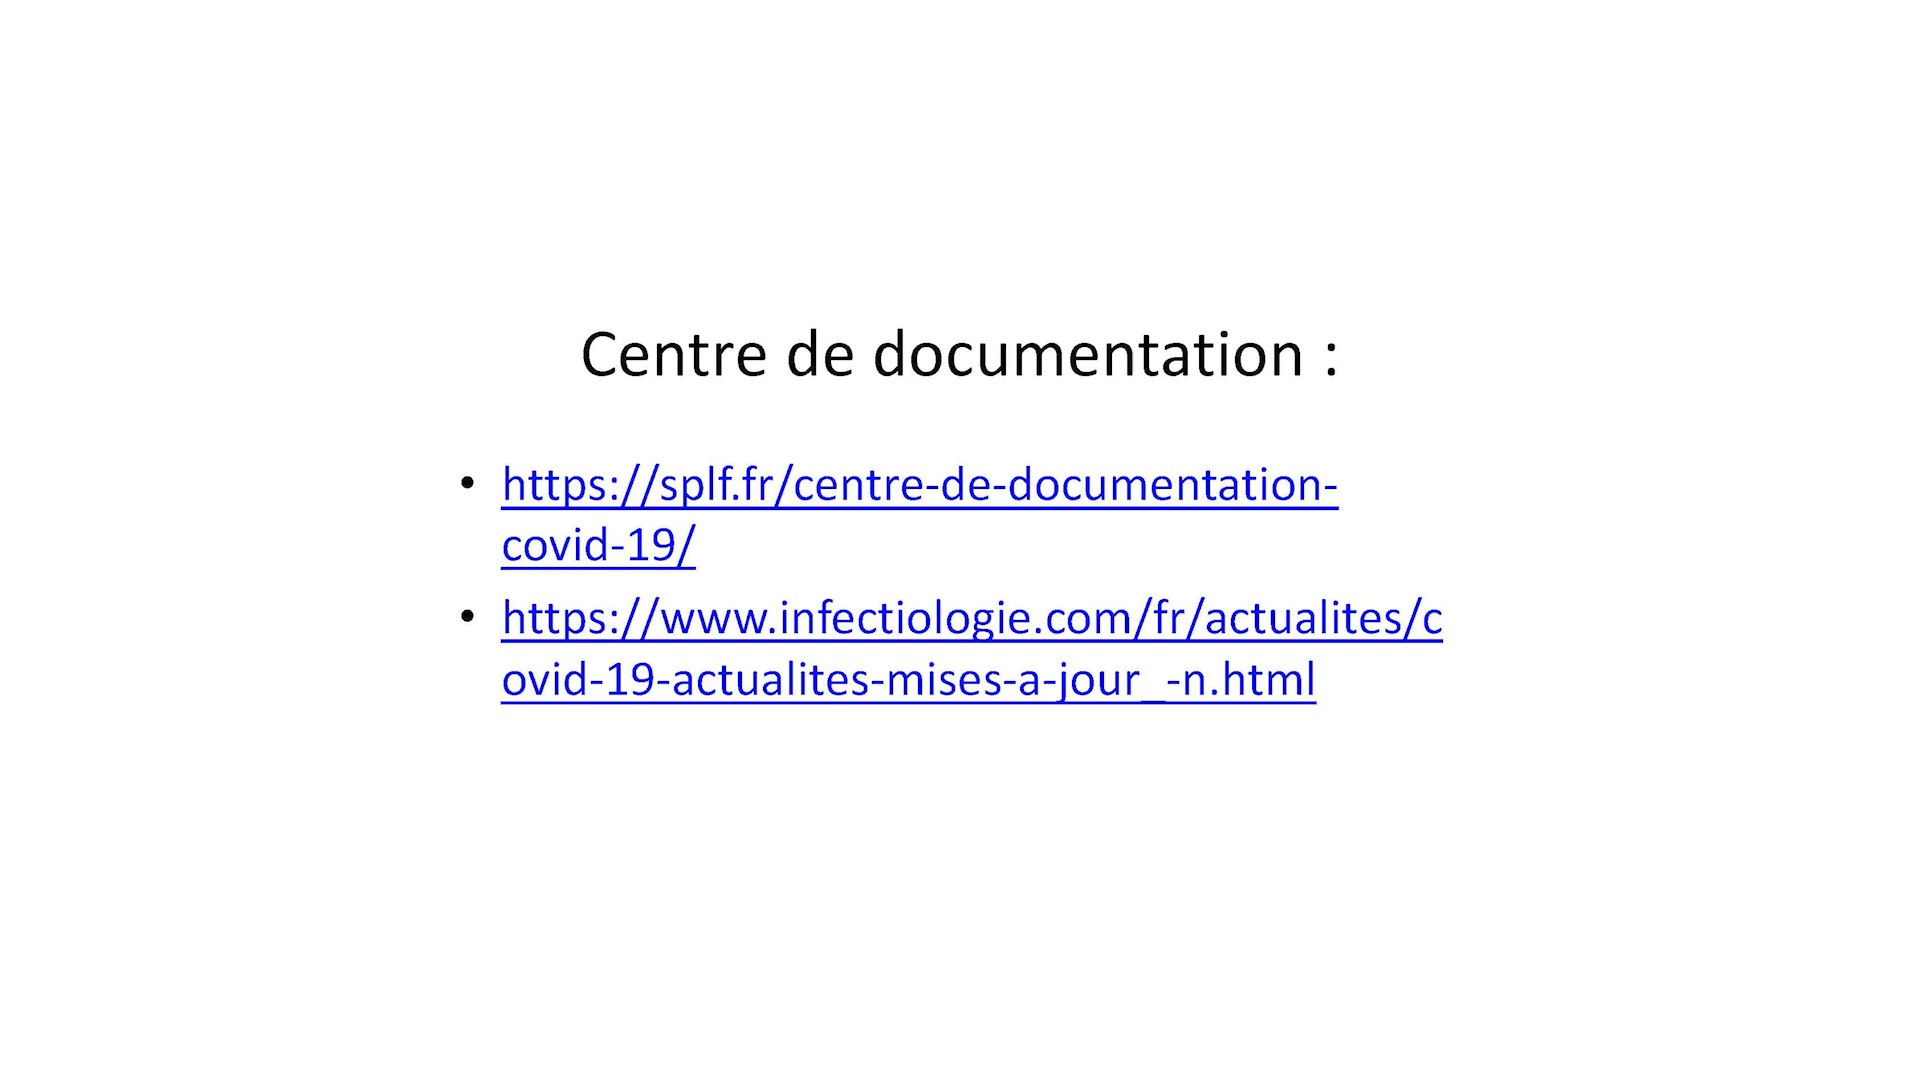 Centre de documentation :
• https://splf.fr/centre-de-documentation-
covid-19/
• https://www.infectiologie.com/fr/actualites/c
ovid-19-actualites-mises-a-jour_-n.html